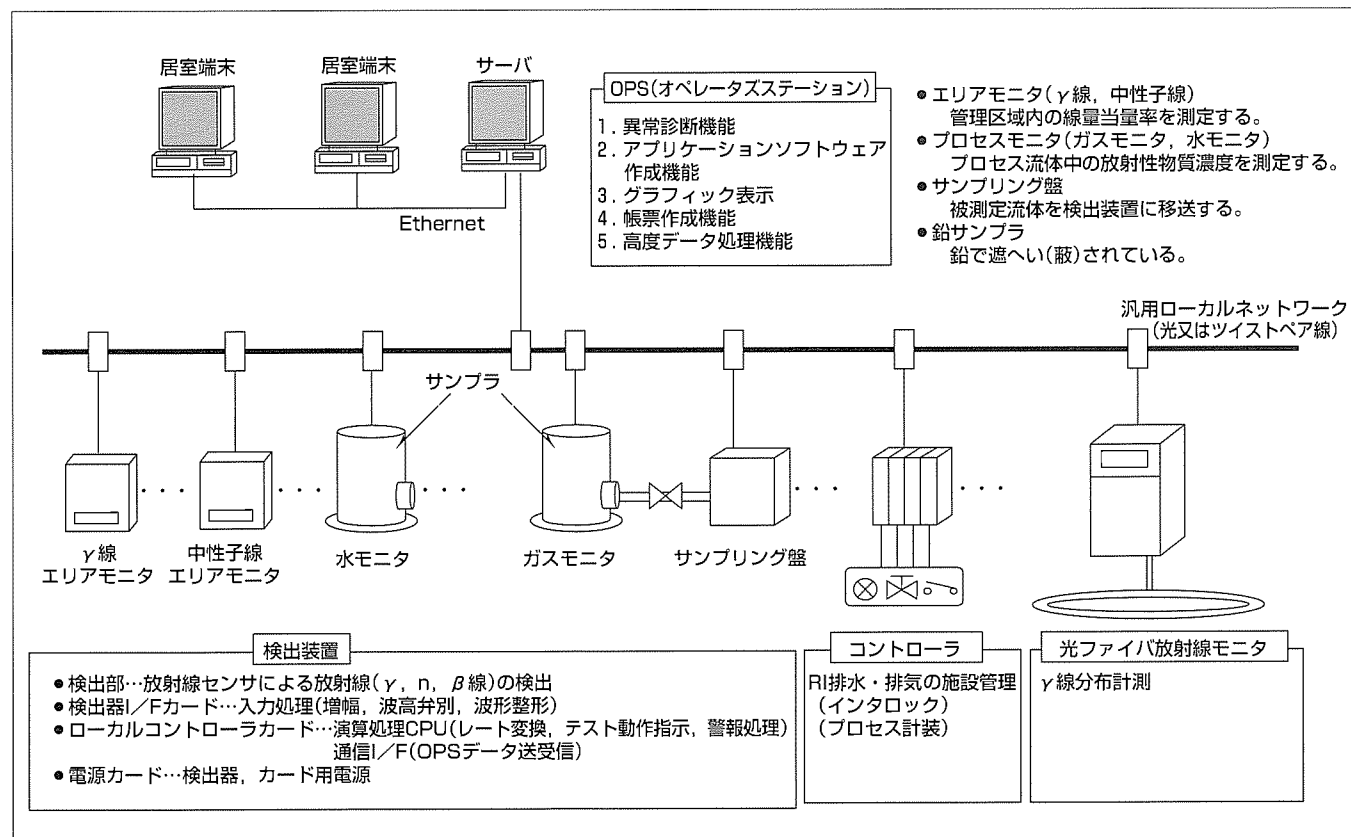 居室端末
居室端末
サーバ
Ethernet
OPS(オペレータズステーション)
1. 異常診断機能
2. アプリケーションソフトウェア
作成機能
3. グラフィック表示
4. 帳票作成機能
5. 高度データ処理機能
●エリアモニタ(γ線, 中性子線)
管理区域内の線量当量率を測定する。
●プロセスモニタ(ガスモニタ, 水モニタ)
プロセス流体中の放射性物質濃度を測定する。
●サンプリング盤
被測定流体を検出装置に移送する。
●鉛サンプラ
鉛で遮へい(蔽)されている。
汎用ローカルネットワーク
(光又はツイストペア線)
サンプラ
γ線
エリアモニタ
中性子線
エリアモニタ
水モニタ
ガスモニタ
サンプリング盤
検出装置
●検出部…放射線センサによる放射線(γ, n, β線)の検出
●検出器I/Fカード…入力処理(増幅, 波高弁別, 波形整形)
●ローカルコントローラカード…演算処理CPU(レート変換, テスト動作指示, 警報処理)
通信I/F(OPSデータ送受信)
●電源カード…検出器, カード用電源
コントローラ
RI排水・排気の施設管理
(インタロック)
(プロセス計装)
光ファイバ放射線モニタ
γ線分布計測